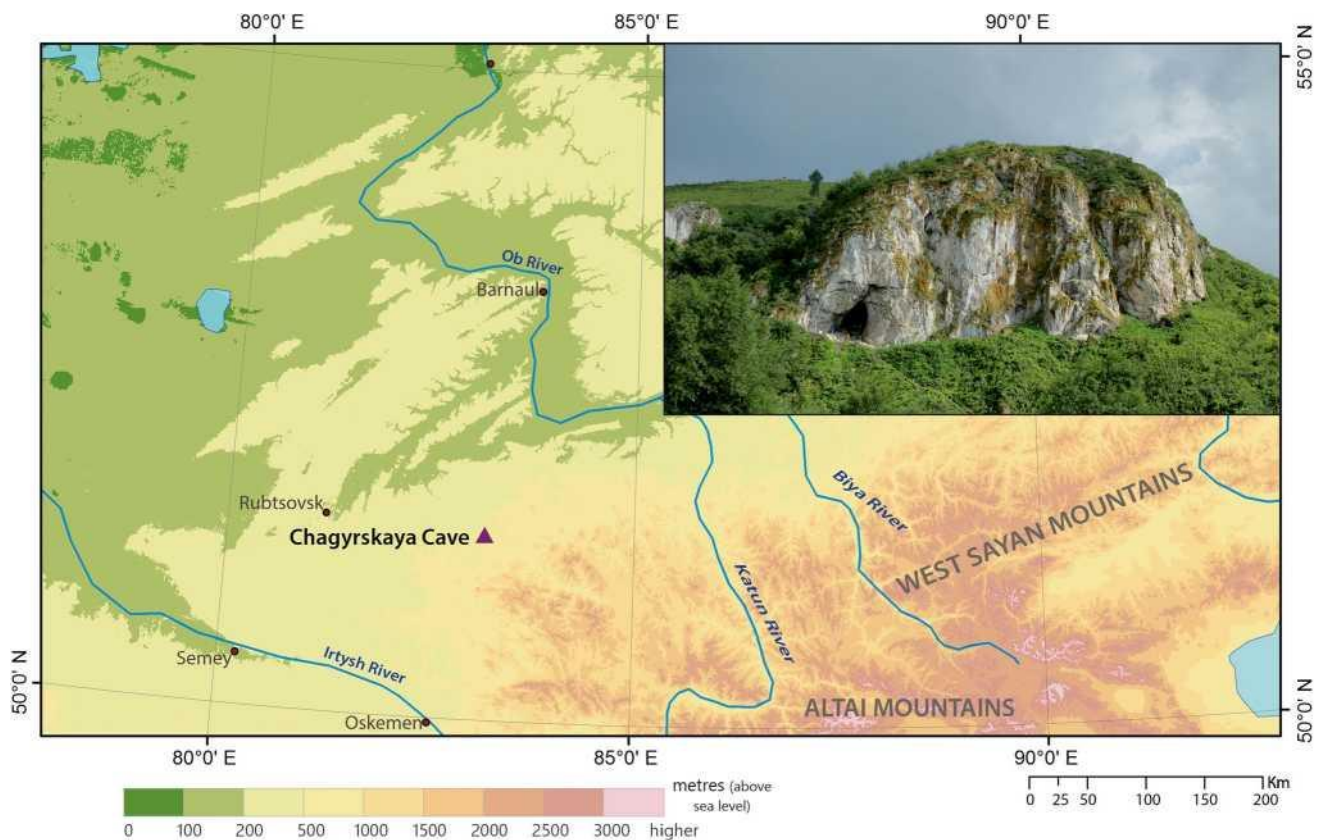 80°0' E
85°0' E
90°0' E
55°0' N
Ob River
Barnaul
Rubtsovsk
Chagyrskaya Cave
Biya River
WEST SAYAN MOUNTAINS
Katun River
Semey
Irtysh River
Oskemen
ALTAI MOUNTAINS
50°0' N
50°0' N
80°0' E
85°0' E
90°0' E
metres (above
sea level)
0 100 200 500 1000 1500 2000 2500 3000 higher
Km
0 25 50 100 150 200